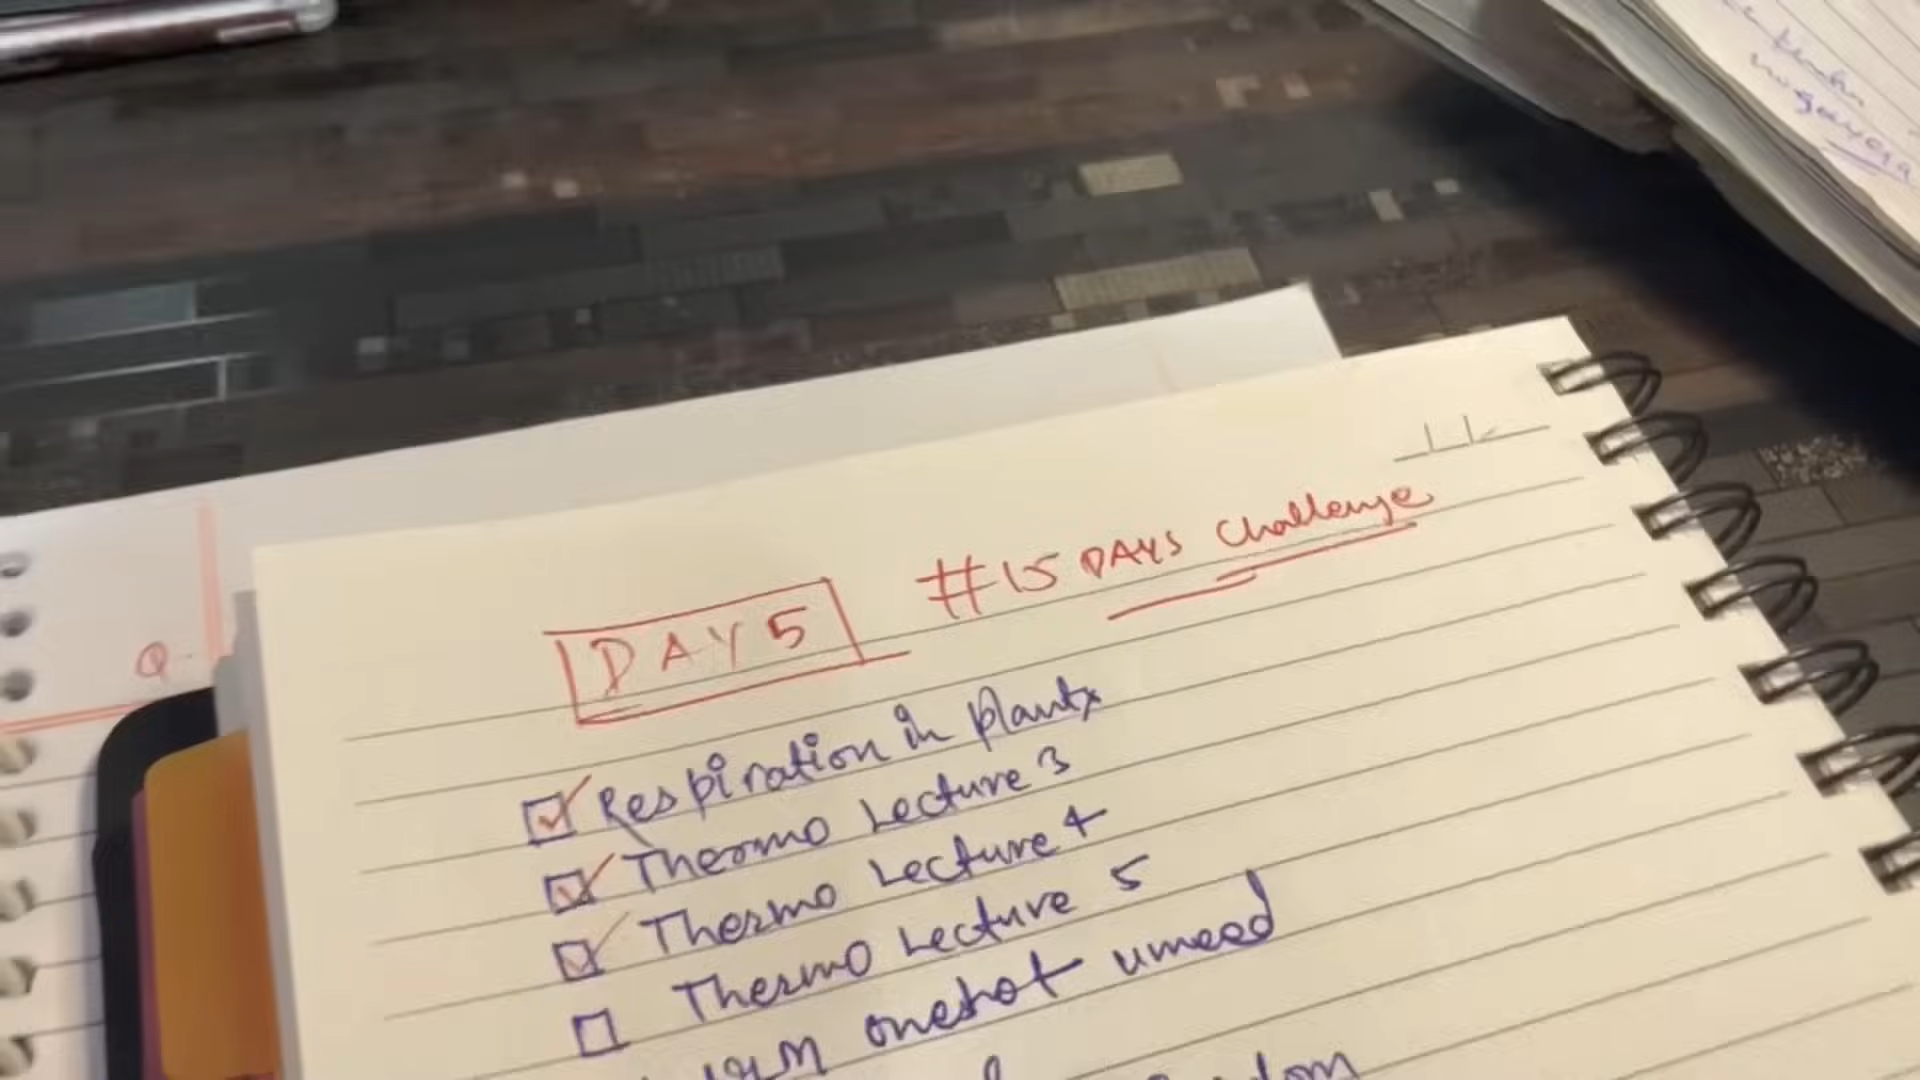 #15 DAYS Challenge
DAY 5
Respiration in plants
Thermo Lecture 3
Thermo Lecture 4
Thermo Lecture 5
oneshot umeed
Q.